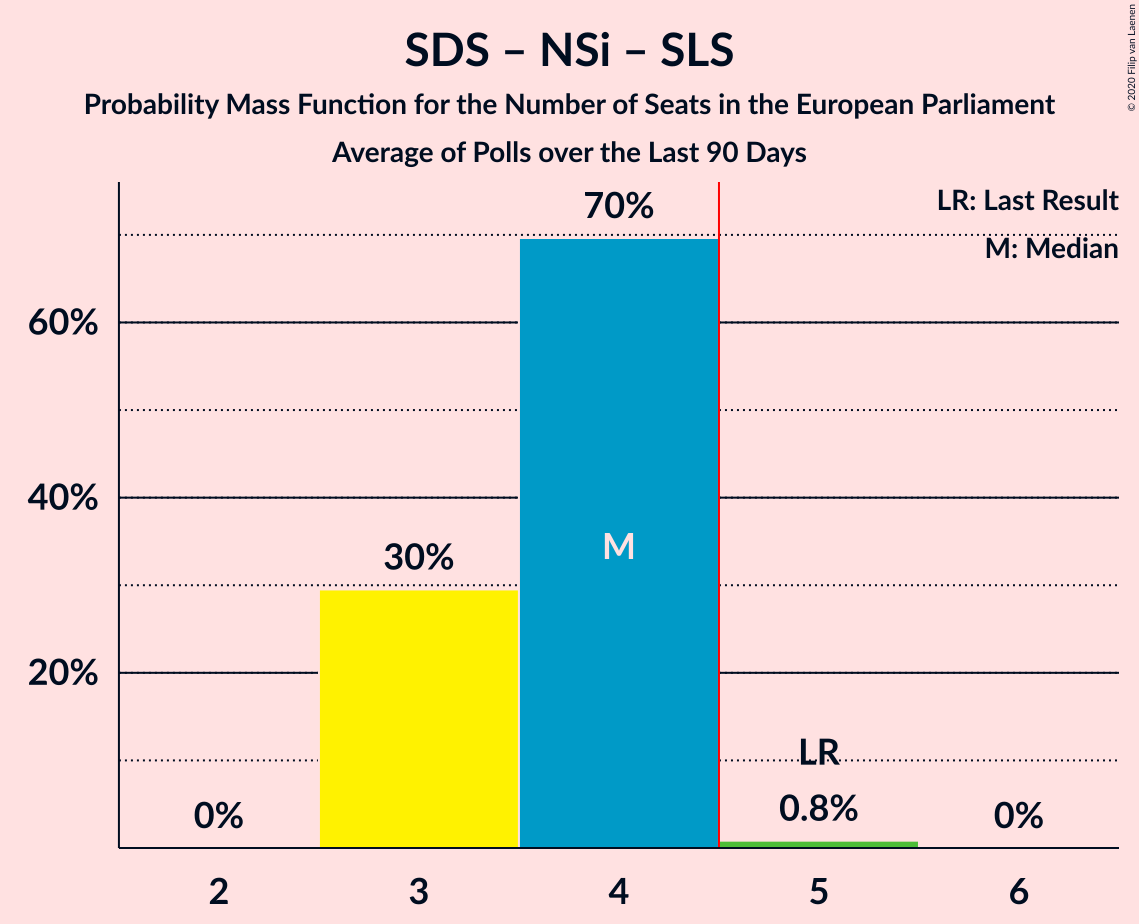 SDS – NSi – SLS
Probability Mass Function for the Number of Seats in the European Parliament
Average of Polls over the Last 90 Days
© 2020 Filip van Laenen
LR: Last Result
M: Median
70%
60%
40%
30%
20%
M
LR
0%
0.8%
0%
2
3
4
5
6